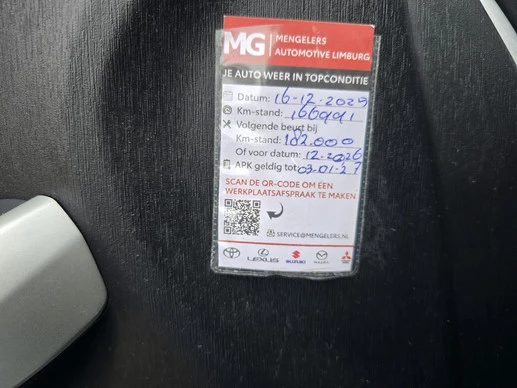 MG MENGELERS
AUTOMOTIVE LIMBURG
JE AUTO WEER IN TOPCONDITIE
Datum: 16-12-2029
Km-stand: 166991
Volgende beurt bij
Km-stand: 182.000
Of voor datum: 12-2026
APK geldig tot: 03-01-27
SCAN DE QR-CODE OM EEN
WERKPLAATSAFSPRAAK TE MAKEN
SERVICE@MENGELERS.NL
LEXUS SUZUKI